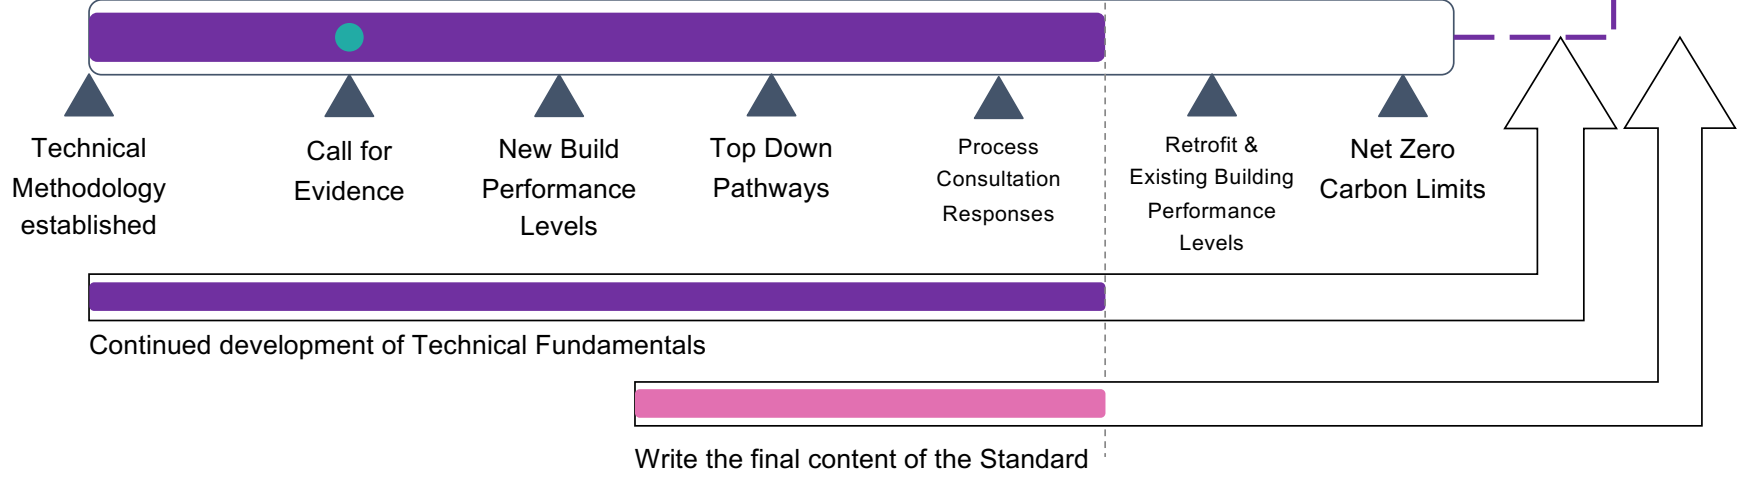 Technical
Methodology
established
Call for
Evidence
New Build
Performance
Levels
Top Down
Pathways
Process
Consultation
Responses
Retrofit &
Existing Building
Performance
Levels
Net Zero
Carbon Limits
Continued development of Technical Fundamentals
Write the final content of the Standard